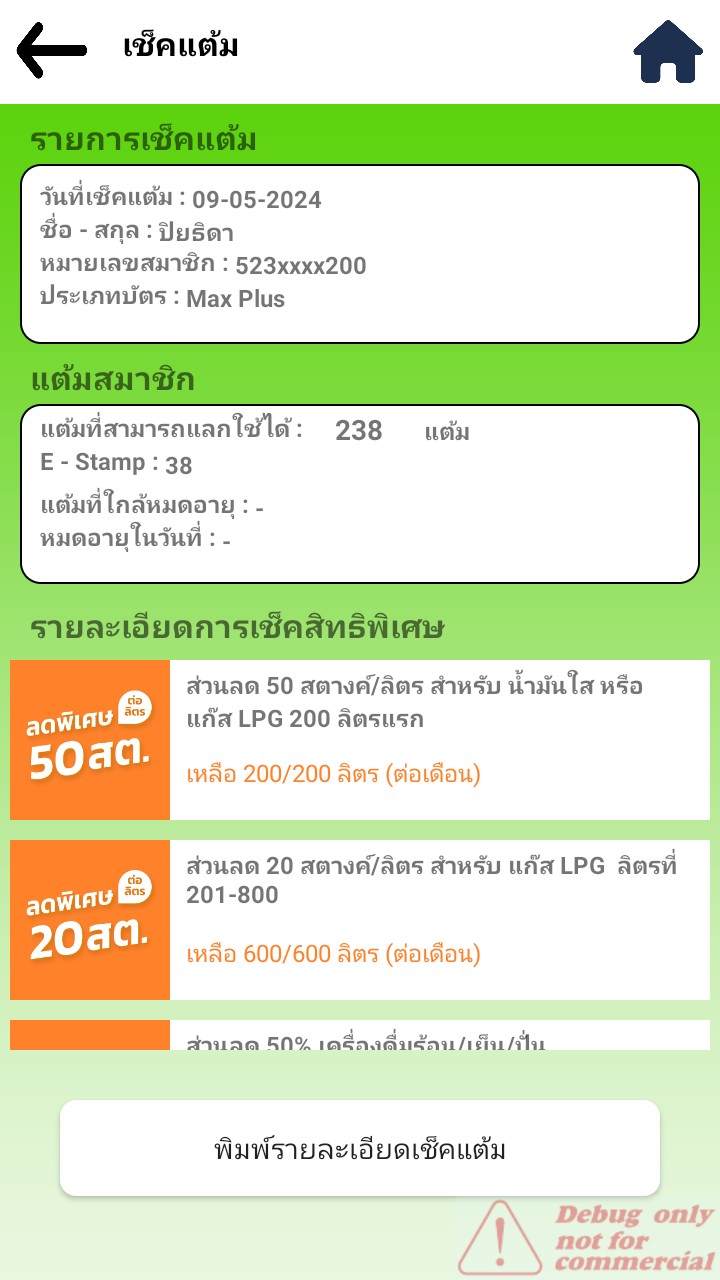 เช็คแต้ม
รายการเช็คแต้ม
วันที่เช็คแต้ม : 09-05-2024
ชื่อ - สกุล : ปิยธิดา
หมายเลขสมาชิก : 523xxxx200
ประเภทบัตร : Max Plus
แต้มสมาชิก
แต้มที่สามารถแลกใช้ได้ : 238 แต้ม
E - Stamp : 38
แต้มที่ใกล้หมดอายุ : -
หมดอายุในวันที่ : -
รายละเอียดการเช็คสิทธิพิเศษ
ลดพิเศษ ต่อ
ลิตร
50สต.
ส่วนลด 50 สตางค์/ลิตร สำหรับ น้ำมันใส หรือ
แก๊ส LPG 200 ลิตรแรก
เหลือ 200/200 ลิตร (ต่อเดือน)
ลดพิเศษ ต่อ
ลิตร
20สต.
ส่วนลด 20 สตางค์/ลิตร สำหรับ แก๊ส LPG  ลิตรที่
201-800
เหลือ 600/600 ลิตร (ต่อเดือน)
ส่วนลด 50% เครื่องดื่มร้อน/เย็น/ปั่น
พิมพ์รายละเอียดเช็คแต้ม
Debug only
not for
commercial